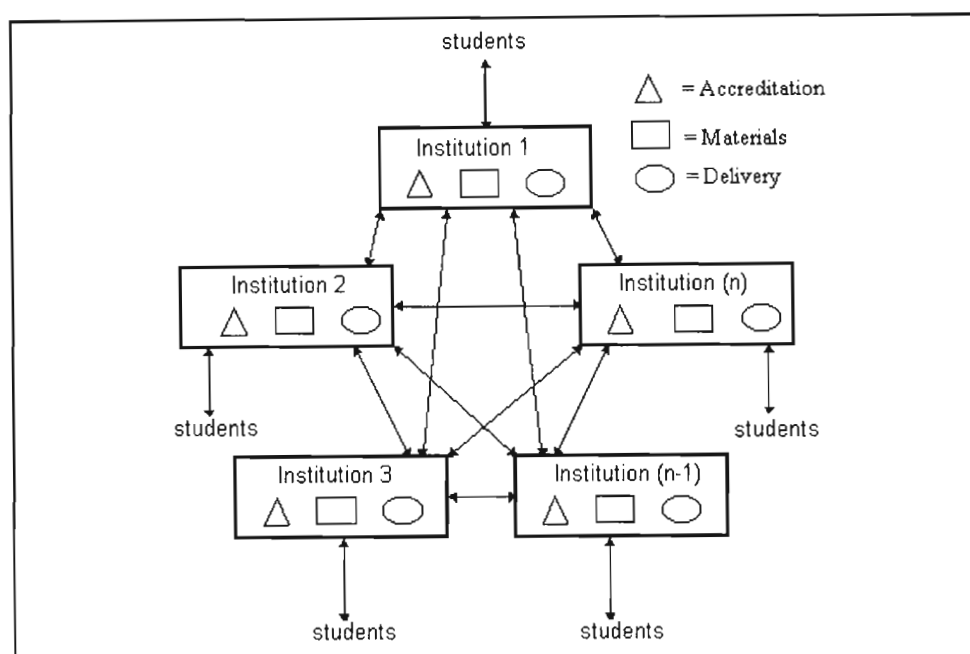 students
= Accreditation
= Materials
= Delivery
Institution 1
Institution 2
Institution (n)
students
students
Institution 3
Institution (n-1)
students
students